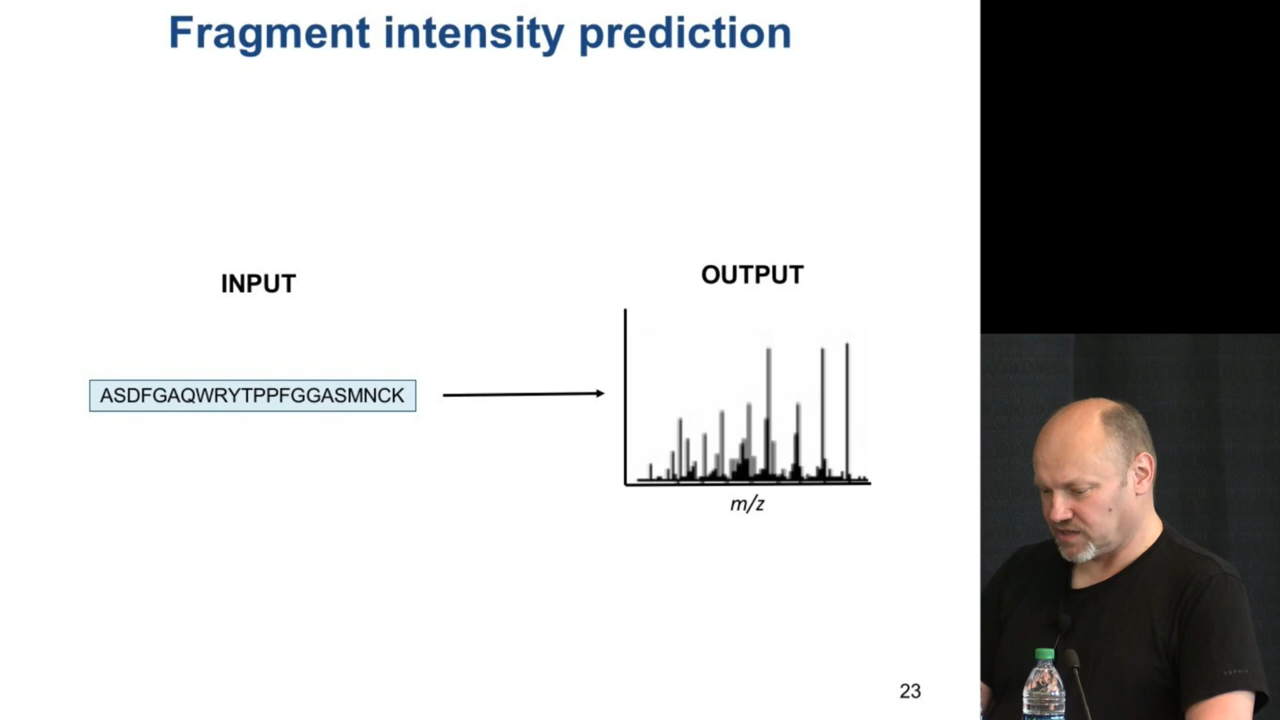 Fragment intensity prediction
INPUT
OUTPUT
ASDFGAQWRYTPPFGGASMNCK
m/z
23